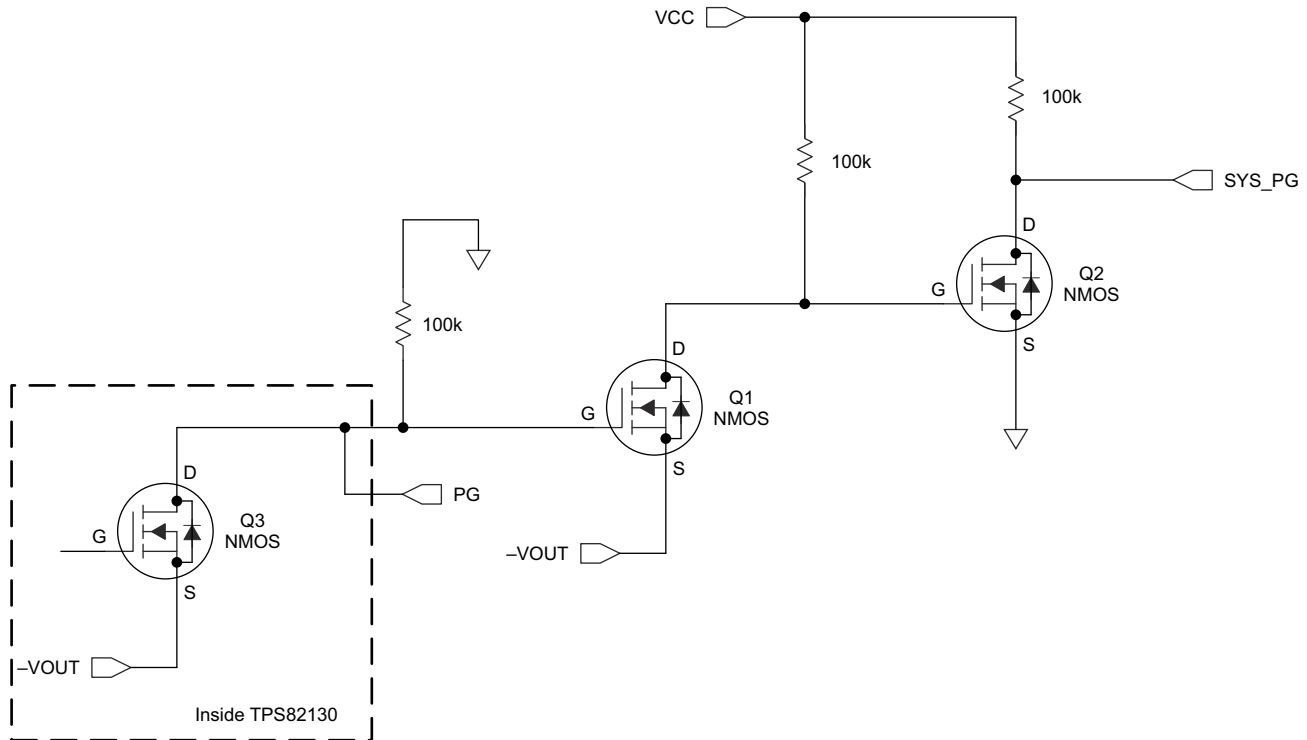 VCC
100k
100k
SYS_PG
D
Q2
NMOS
G
S
100k
D
Q1
NMOS
G
S
PG
D
Q3
NMOS
G
S
–VOUT
–VOUT
Inside TPS82130